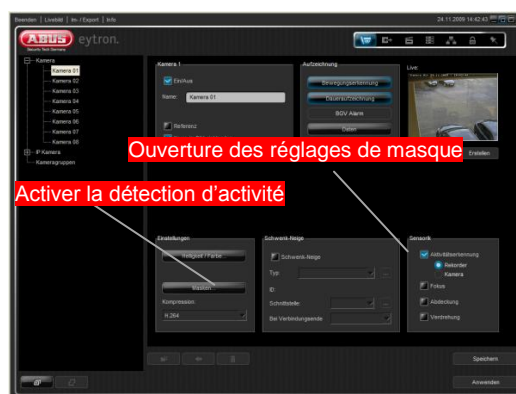 Beenden | Livebild | Im- / Export | Info
24.11.2009 14:42:43
ABUS
Security Tech Germany
eytron.
Kamera
Kamera 01
Kamera 02
Kamera 03
Kamera 04
Kamera 05
Kamera 06
Kamera 07
Kamera 08
IP Kamera
Kameragruppen
Kamera 1
Ein/Aus
Name: Kamera 01
Referenz
Aufzeichnung
Bewegungserkennung
Daueraufzeichnung
BGV Alarm
Daten
Live:
Erstellen
Ouverture des réglages de masque
Activer la détection d'activité
Einstellungen
Helligkeit / Farbe...
Masken...
Kompression:
H.264
Schwenk-Neige
Schwenk-Neige
Typ:
ID:
Schnittstelle:
Bei Verbindungsende
Sensorik
Aktivitätserkennung
Rekorder
Kamera
Fokus
Abdeckung
Verdrehung
Speichern
Anwenden